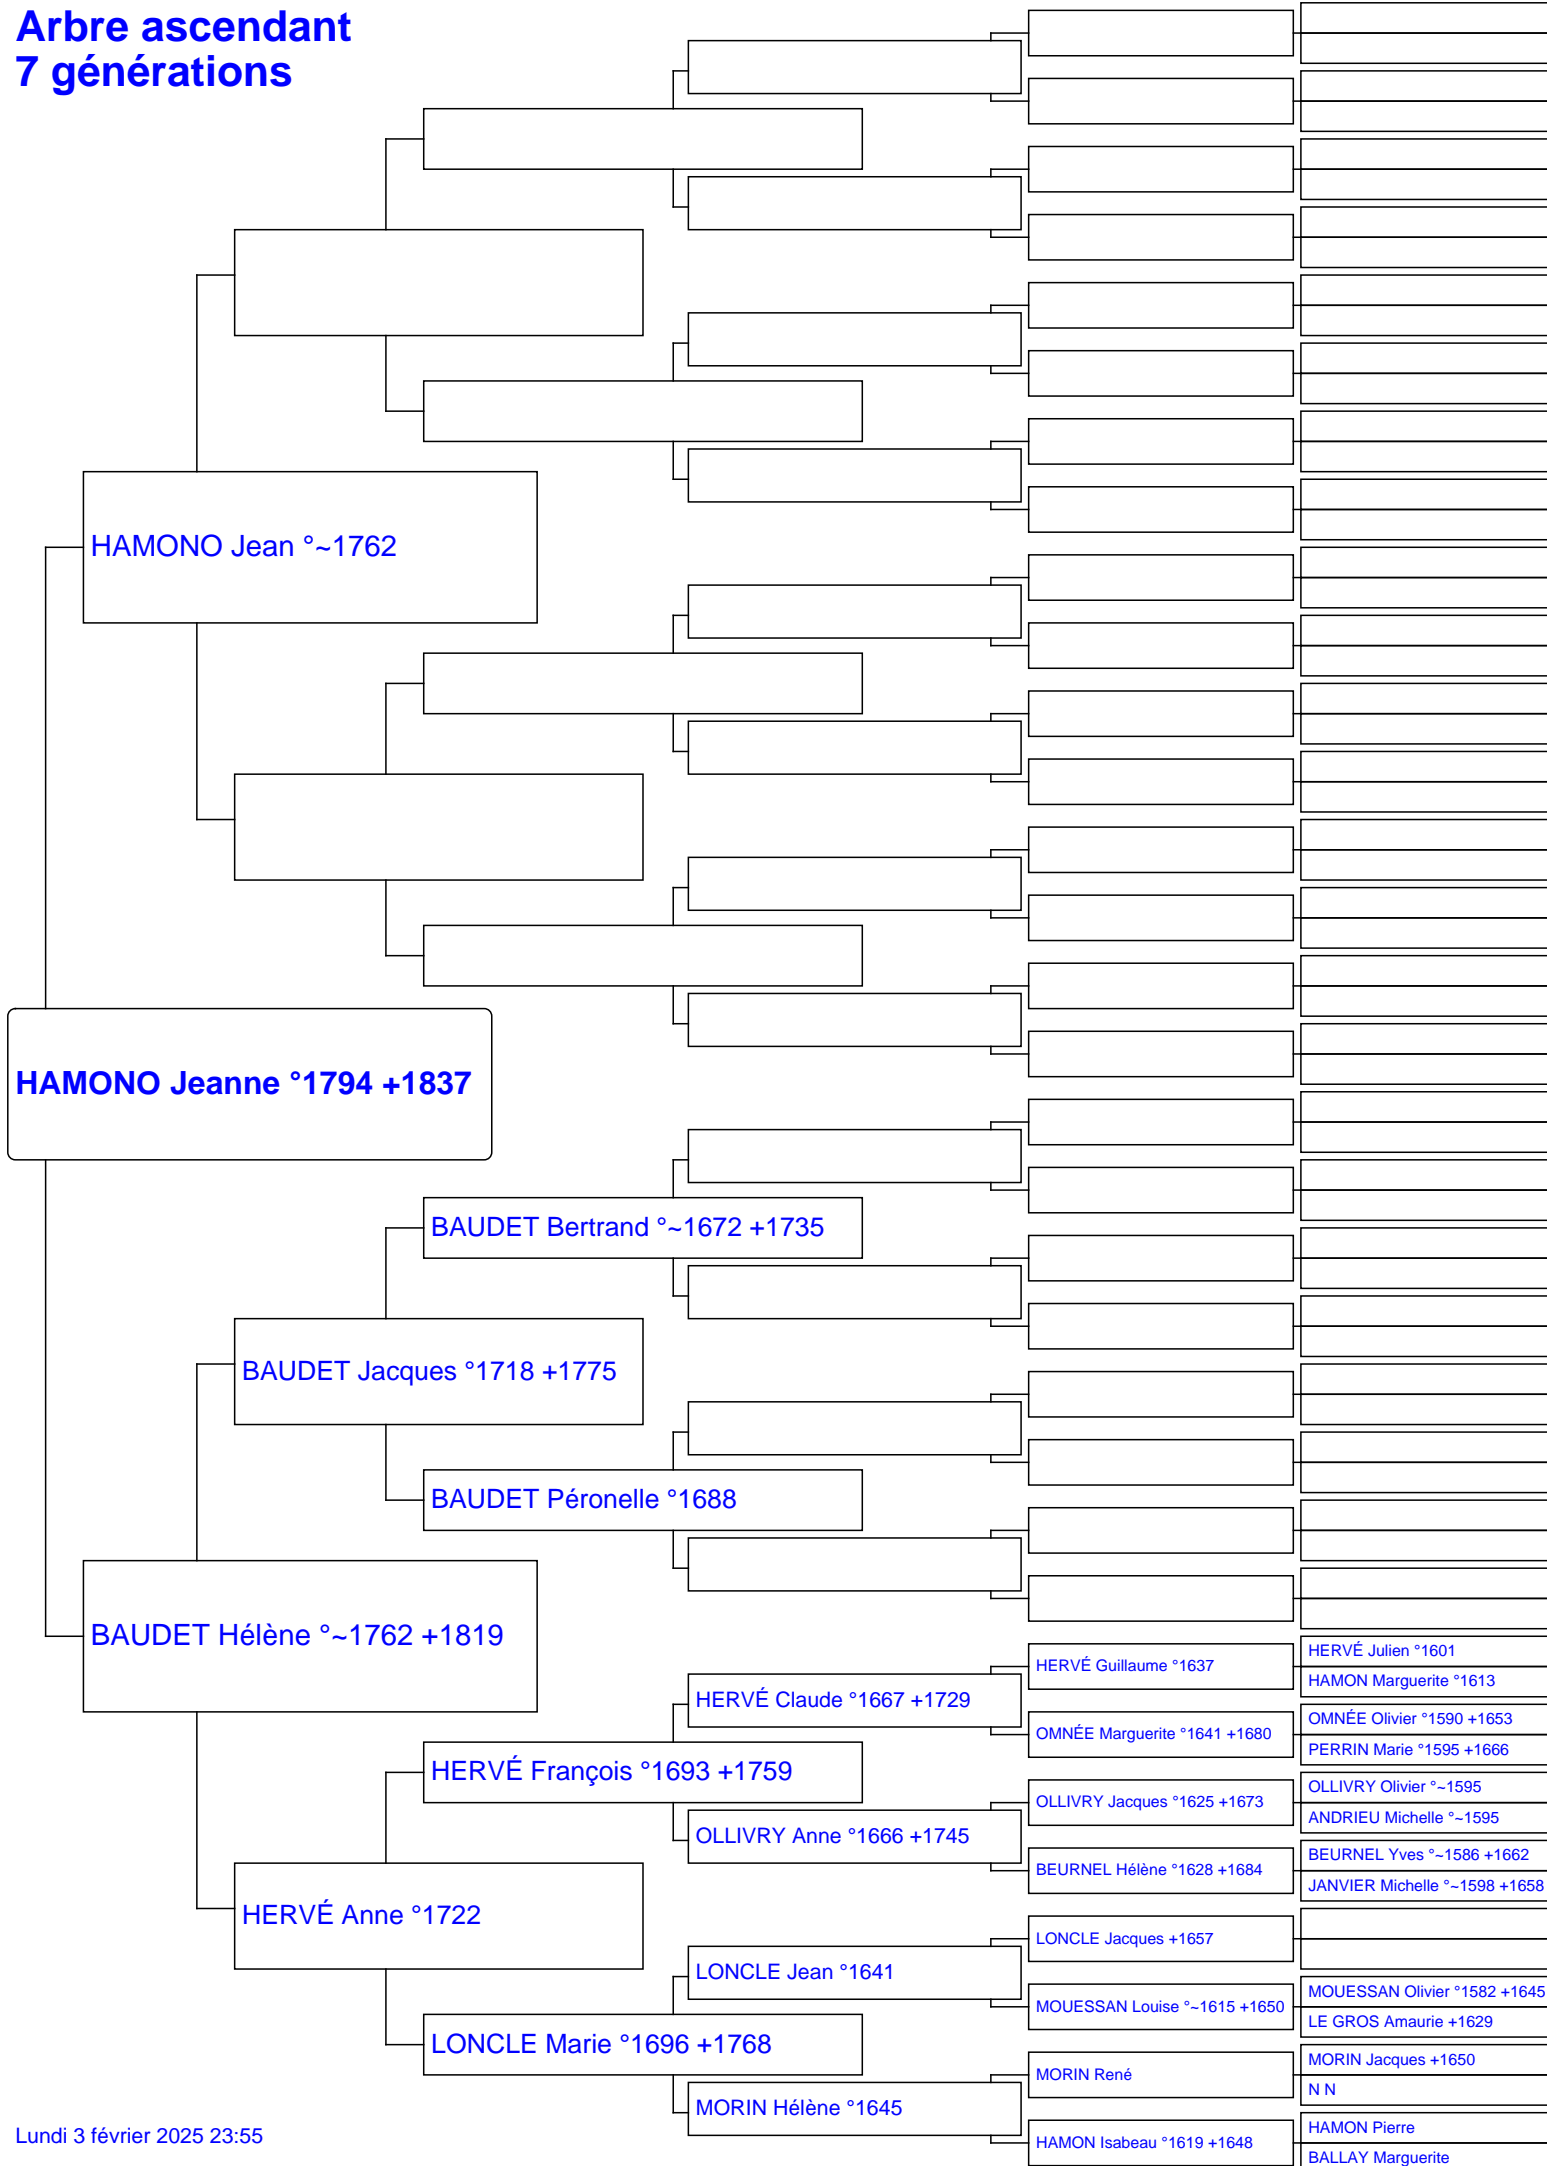 Arbre ascendant
7 générations
HAMONO Jean °~1762
HAMONO Jeanne °1794 +1837
BAUDET Bertrand °~1672 +1735
BAUDET Jacques °1718 +1775
BAUDET Péronelle °1688
BAUDET Hélène °~1762 +1819
HERVÉ Julien °1601
HERVÉ Guillaume °1637
HAMON Marguerite °1613
HERVÉ Claude °1667 +1729
OMNÉE Olivier °1590 +1653
OMNÉE Marguerite °1641 +1680
PERRIN Marie °1595 +1666
HERVÉ François °1693 +1759
OLLIVRY Olivier °~1595
OLLIVRY Jacques °1625 +1673
ANDRIEU Michelle °~1595
OLLIVRY Anne °1666 +1745
BEURNEL Yves °~1586 +1662
BEURNEL Hélène °1628 +1684
JANVIER Michelle °~1598 +1658
HERVÉ Anne °1722
LONCLE Jacques +1657
LONCLE Jean °1641
MOUESSAN Olivier °1582 +1645
MOUESSAN Louise °~1615 +1650
LE GROS Amaurie +1629
LONCLE Marie °1696 +1768
MORIN Jacques +1650
MORIN René
N N
MORIN Hélène °1645
HAMON Pierre
HAMON Isabeau °1619 +1648
BALLAY Marguerite
Lundi 3 février 2025 23:55